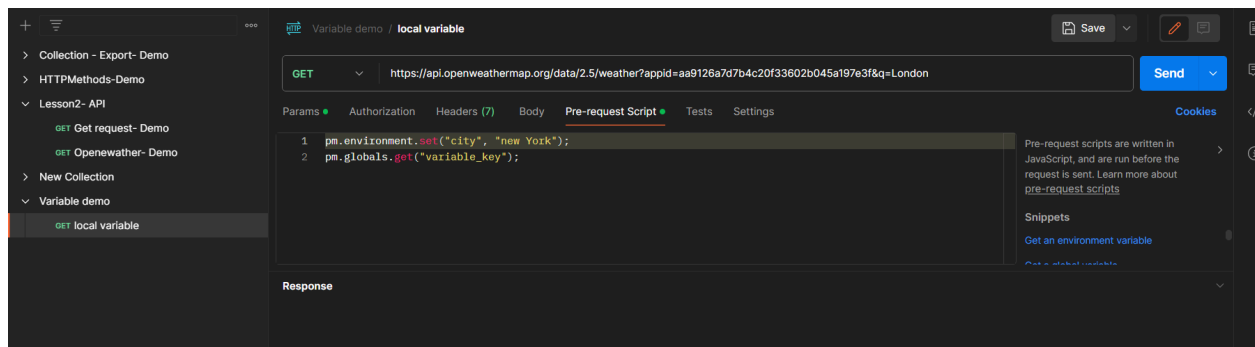 Variable demo / local variable
Save
Collection - Export- Demo
HTTPMethods-Demo
Lesson2- API
GET Get request- Demo
GET Openewather- Demo
New Collection
Variable demo
GET local variable
HTTP
GET
https://api.openweathermap.org/data/2.5/weather?appid=aa9126a7d7b4c20f33602b045a197e3f&q=London
Send
Params
Authorization
Headers (7)
Body
Pre-request Script
Tests
Settings
Cookies
1 pm.environment.set("city", "new York");
2 pm.globals.get("variable_key");
Pre-request scripts are written in
JavaScript, and are run before the
request is sent. Learn more about
pre-request scripts
Snippets
Get an environment variable
Get a global variable
Response